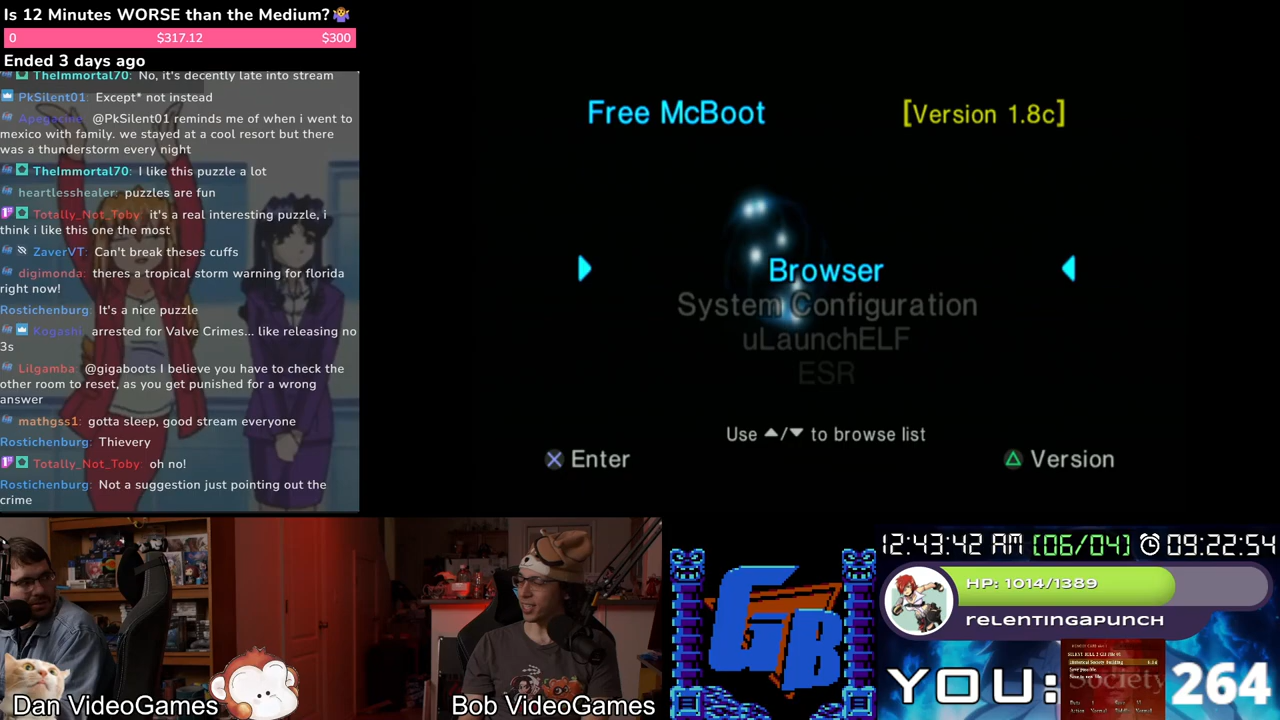 Is 12 Minutes WORSE than the Medium?🤷‍♀️
0 $317.12 $300
Ended 3 days ago
TheImmortal70: No, it's decently late into stream
PkSilent01: Except* not instead
Apegacnie: @PkSilent01 reminds me of when i went to
mexico with family. we stayed at a cool resort but there
was a thunderstorm every night
TheImmortal70: I like this puzzle a lot
heartlesshealer: puzzles are fun
Totally_Not_Toby: it's a real interesting puzzle, i
think i like this one the most
ZaverVT: Can't break theses cuffs
digimonda: theres a tropical storm warning for florida
right now!
Rostichenburg: It's a nice puzzle
Kogashi: arrested for Valve Crimes... like releasing no
3s
Lilgamba: @gigaboots I believe you have to check the
other room to reset, as you get punished for a wrong
answer
mathgss1: gotta sleep, good stream everyone
Rostichenburg: Thievery
Totally_Not_Toby: oh no!
Rostichenburg: Not a suggestion just pointing out the
crime
Free McBoot [Version 1.8c]
Browser
System Configuration
uLaunchELF
ESR
Use ▲/▼ to browse list
Enter Version
Dan VideoGames
Bob VideoGames
GB
12:43:42 AM [06/04] 09:22:54
HP: 1014/1389
relentingapunch
YOU: 264
Society